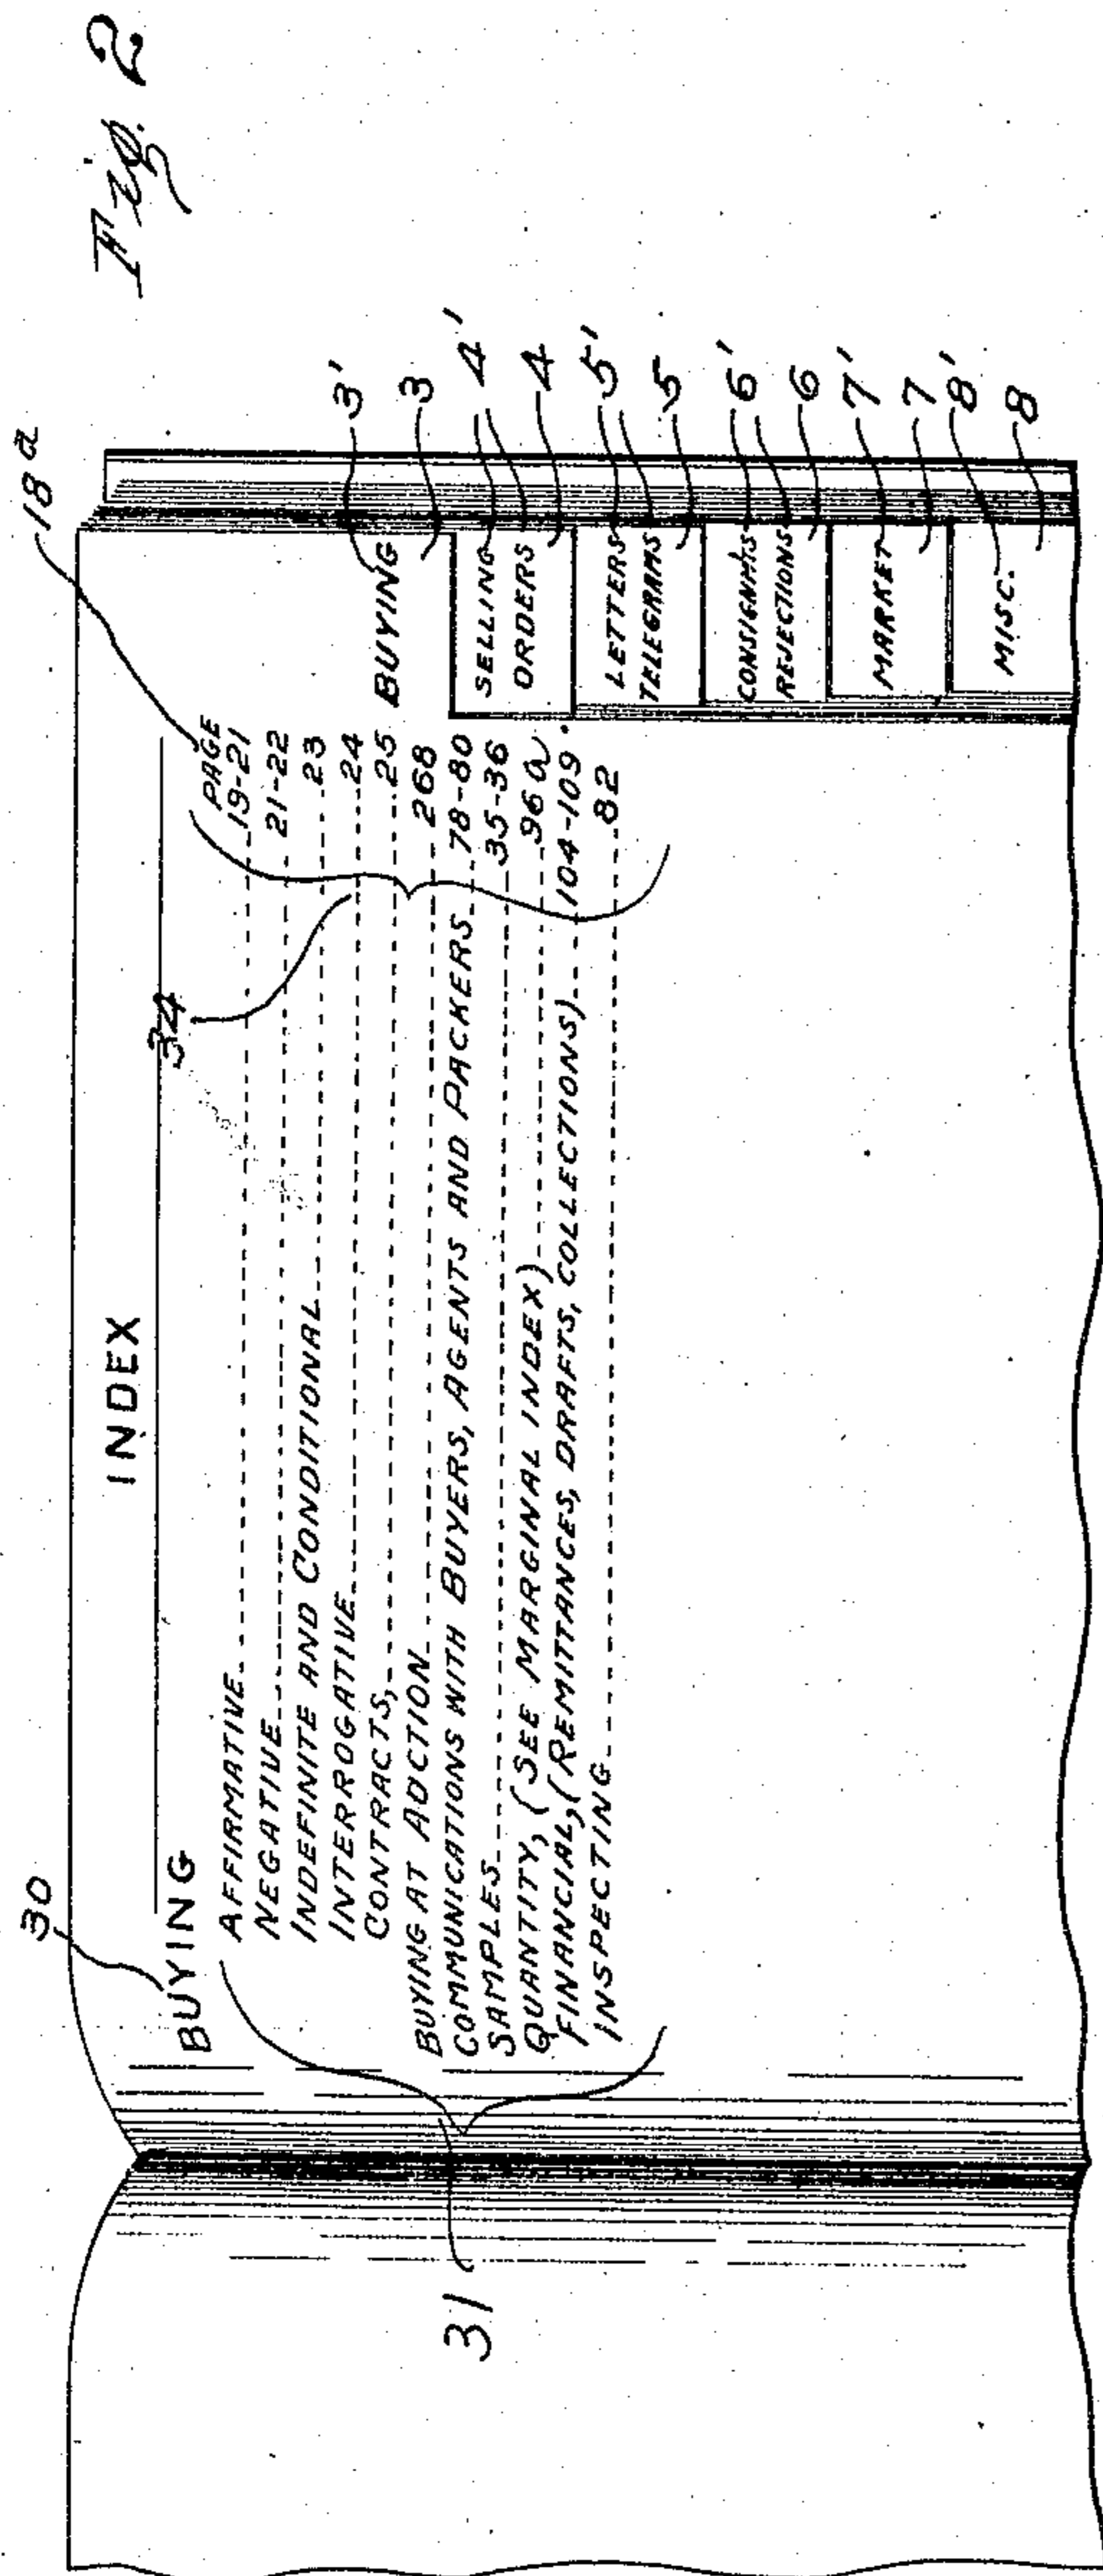 Fig. 2
18a
30
INDEX
34
BUYING
PAGE
AFFIRMATIVE 19-21
NEGATIVE 21-22
INDEFINITE AND CONDITIONAL 23
INTERROGATIVE 24
CONTRACTS, 25
BUYING AT AUCTION 268
COMMUNICATIONS WITH BUYERS, AGENTS AND PACKERS 78-80
SAMPLES 35-36
QUANTITY, (SEE MARGINAL INDEX) 96a
FINANCIAL, (REMITTANCES, DRAFTS, COLLECTIONS) 104-109.
INSPECTING 82
31
BUYING
3'
3
SELLING
ORDERS
4'
4
LETTERS
TELEGRAMS
5'
5
CONSIGNM'TS
REJECTIONS
6'
6
MARKET
7'
7
MISC.
8'
8